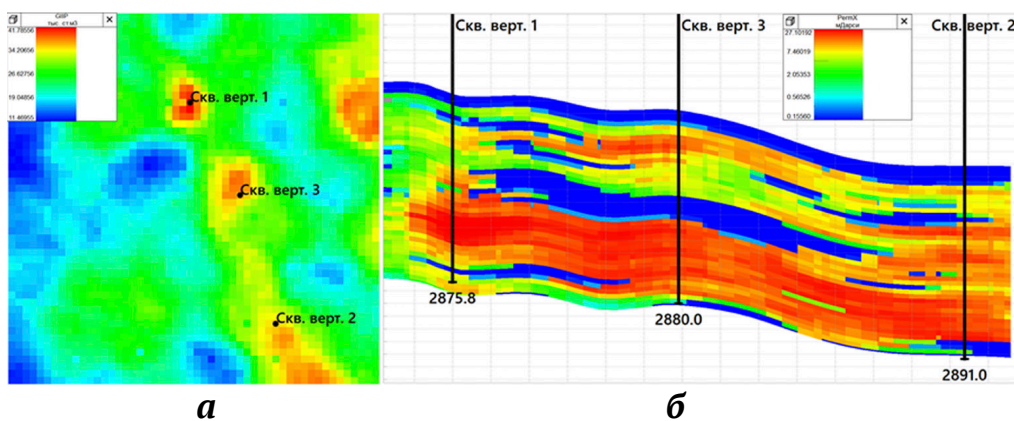 GIIP
тыс. ст.м3
41.78556
34.20656
26.62756
19.04856
11.46955
Скв. верт. 1
Скв. верт. 3
Скв. верт. 2
а
Скв. верт. 1
Скв. верт. 3
PermX
мДарси
27.10192
7.46019
2.05353
0.56526
0.15560
Скв. верт. 2
2875.8
2880.0
2891.0
б